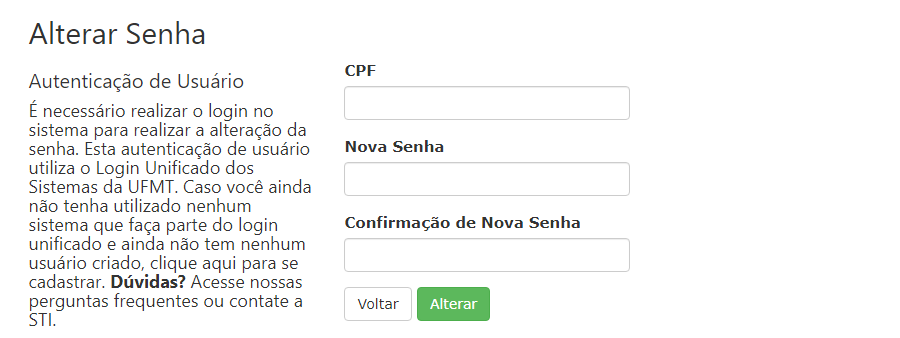 Alterar Senha
Autenticação de Usuário
É necessário realizar o login no
sistema para realizar a alteração da
senha. Esta autenticação de usuário
utiliza o Login Unificado dos
Sistemas da UFMT. Caso você ainda
não tenha utilizado nenhum
sistema que faça parte do login
unificado e ainda não tem nenhum
usuário criado, clique aqui para se
cadastrar. Dúvidas? Acesse nossas
perguntas frequentes ou contate a
STI.
CPF
Nova Senha
Confirmação de Nova Senha
Voltar Alterar